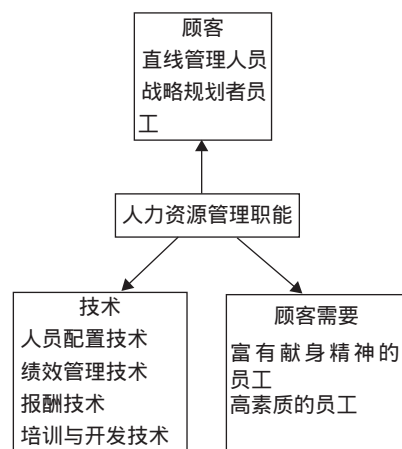 顾客
直线管理人员
战略规划者员
工
人力资源管理职能
技术
人员配置技术
绩效管理技术
报酬技术
培训与开发技术
顾客需要
富有献身精神的
员工
高素质的员工